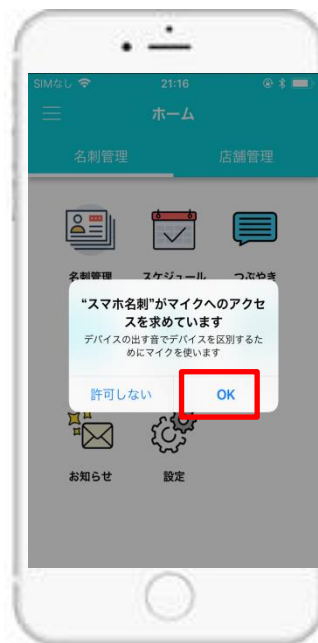 SIMなし 21:16
ホーム
名刺管理 店舗管理
名刺管理 スケジュール つぶやき
“スマホ名刺”がマイクへのアクセ
スを求めています
デバイスの出す音でデバイスを区別するた
めにマイクを使います
許可しない OK
お知らせ 設定